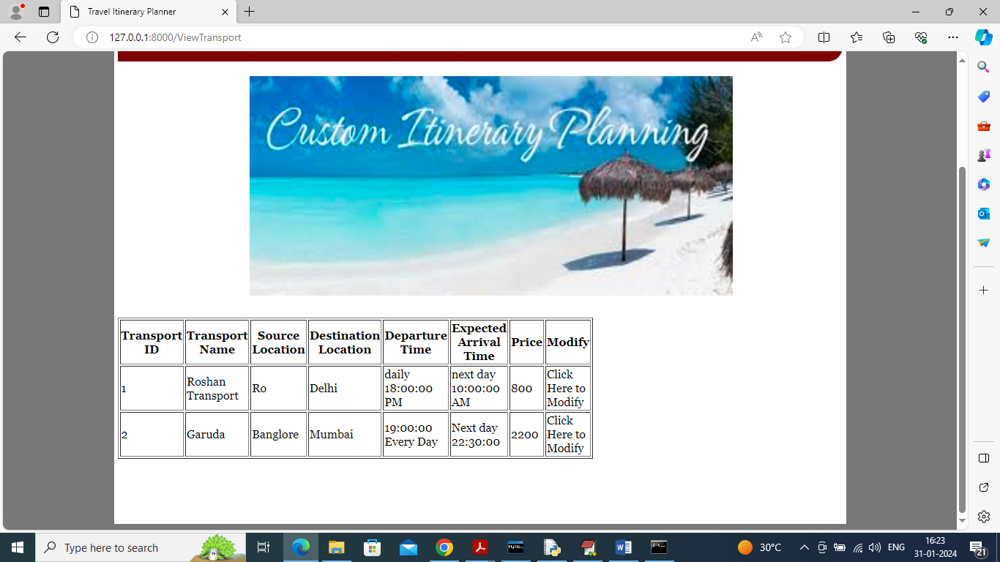 Travel Itinerary Planner
127.0.0.1:8000/ViewTransport
Custom Itinerary Planning
Transport ID	Transport Name	Source Location	Destination Location	Departure Time	Expected Arrival Time	Price	Modify
1	Roshan Transport	Ro	Delhi	daily 18:00:00 PM	next day 10:00:00 AM	800	Click Here to Modify
2	Garuda	Banglore	Mumbai	19:00:00 Every Day	Next day 22:30:00	2200	Click Here to Modify
Type here to search
30°C
ENG
16:23
31-01-2024
21